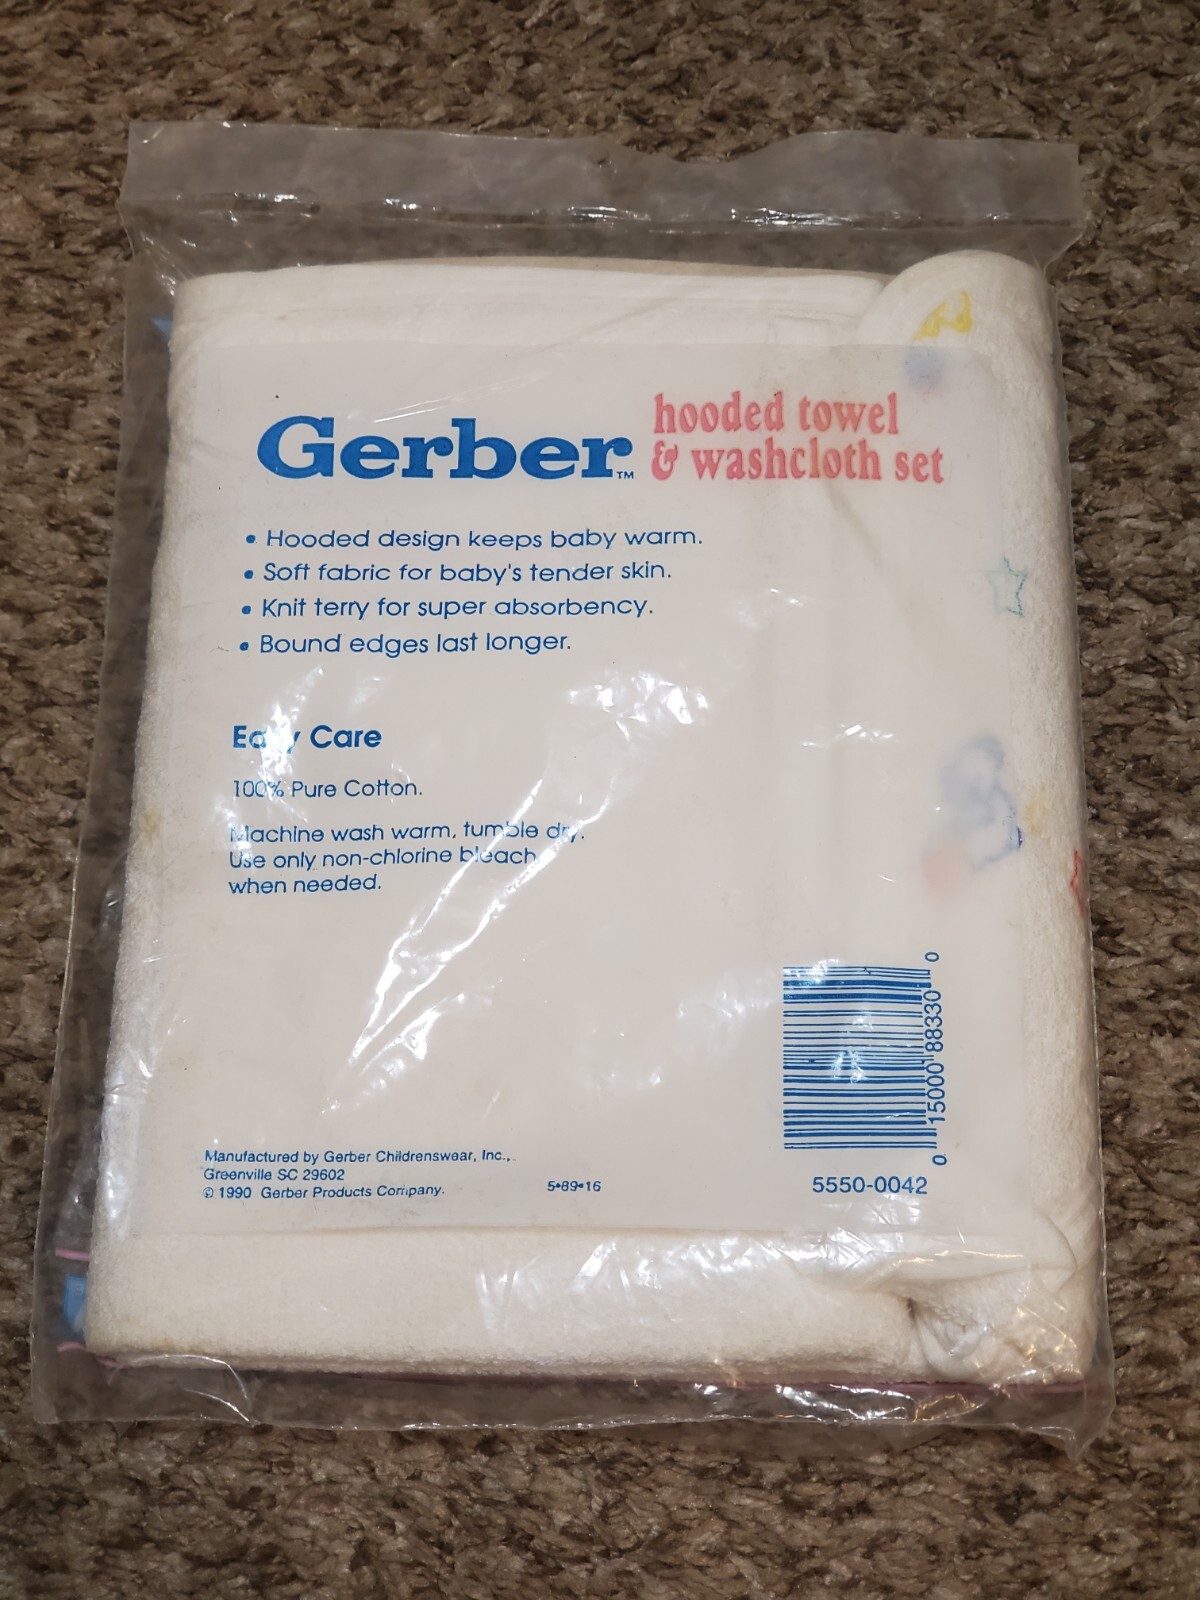 Gerber™
hooded towel
& washcloth set
• Hooded design keeps baby warm.
• Soft fabric for baby's tender skin.
• Knit terry for super absorbency.
• Bound edges last longer.
Easy Care
100% Pure Cotton.
Machine wash warm, tumble dry.
Use only non-chlorine bleach
when needed.
0 15000 88330 0
5550-0042
Manufactured by Gerber Childrenswear, Inc.,
Greenville SC 29602
© 1990 Gerber Products Company.
5•89•16